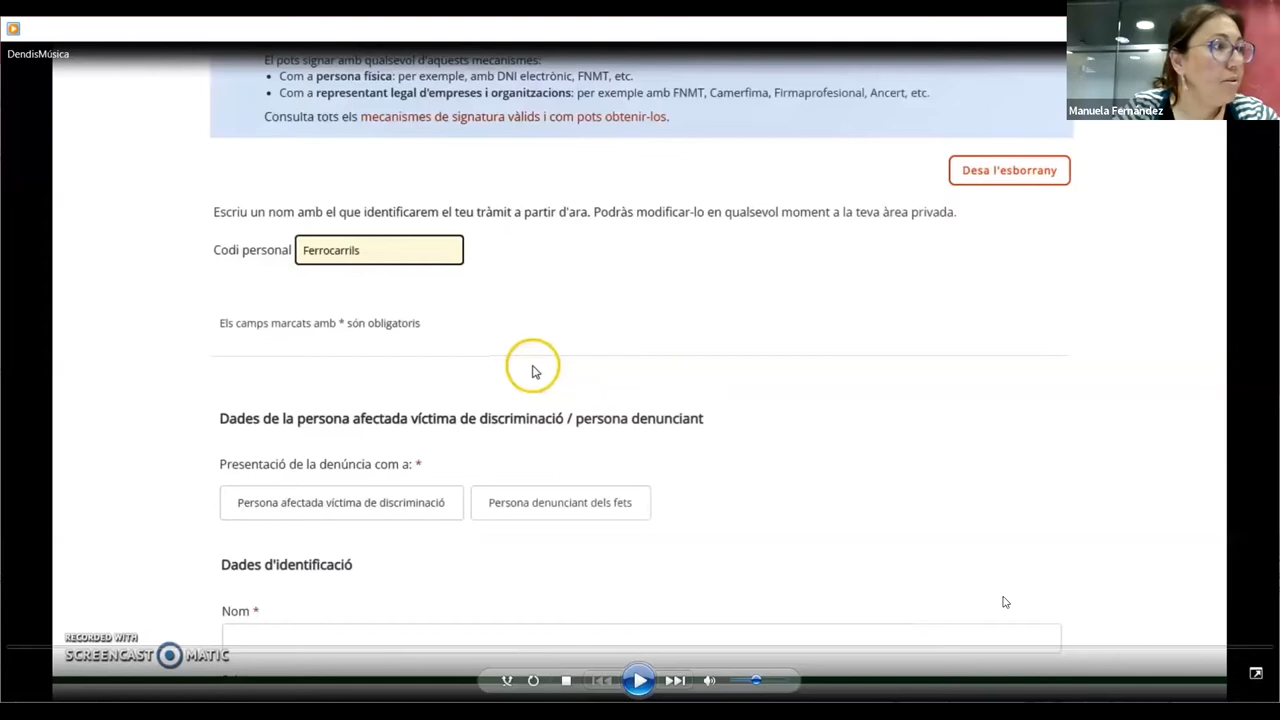 DendisMúsica
El pots signar amb qualsevol d'aquests mecanismes:
• Com a persona física: per exemple, amb DNI electrònic, FNMT, etc.
• Com a representant legal d'empreses i organitzacions: per exemple amb FNMT, Camerfirma, Firmaprofesional, Ancert, etc.
Consulta tots els mecanismes de signatura vàlids i com pots obtenir-los.
Manuela Fernández
Desa l'esborrany
Escriu un nom amb el que identificarem el teu tràmit a partir d'ara. Podràs modificar-lo en qualsevol moment a la teva àrea privada.
Codi personal Ferrocarrils
Els camps marcats amb * són obligatoris
Dades de la persona afectada víctima de discriminació / persona denunciant
Presentació de la denúncia com a: *
Persona afectada víctima de discriminació Persona denunciant dels fets
Dades d'identificació
Nom *
RECORDED WITH
SCREENCAST MATIC